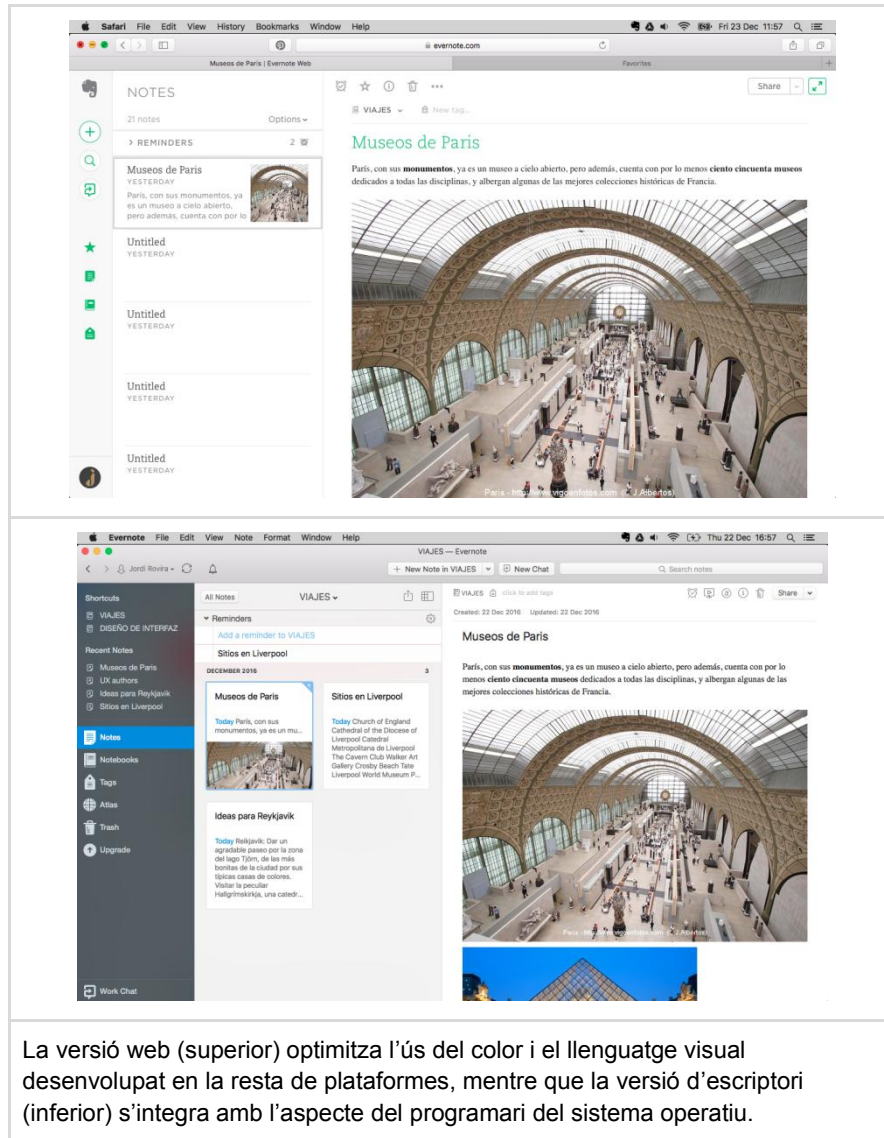 Safari File Edit View History Bookmarks Window Help Fri 23 Dec 11:57
evernote.com
Museos de París | Evernote Web Favorites
NOTES
21 notes Options
REMINDERS 2
Museos de París
YESTERDAY
París, con sus monumentos, ya
es un museo a cielo abierto,
pero además, cuenta con por lo
Untitled
YESTERDAY
Untitled
YESTERDAY
Untitled
YESTERDAY
Untitled
YESTERDAY
Share
VIAJES New tag...
Museos de París
París, con sus monumentos, ya es un museo a cielo abierto, pero además, cuenta con por lo menos ciento cincuenta museos
dedicados a todas las disciplinas, y albergan algunas de las mejores colecciones históricas de Francia.
Evernote File Edit View Note Format Window Help Thu 22 Dec 16:57
VIAJES — Evernote
Jordi Rovira + New Note in VIAJES New Chat Search notes
Shortcuts
VIAJES
DISEÑO DE INTERFAZ
Recent Notes
Museos de París
UX authors
Ideas para Reykjavik
Sitios en Liverpool
Notes
Notebooks
Tags
Atlas
Trash
Upgrade
Work Chat
All Notes VIAJES
Reminders
Add a reminder to VIAJES
Sitios en Liverpool
DECEMBER 2016 3
Museos de París
Today París, con sus
monumentos, ya es un mu...
Sitios en Liverpool
Today Church of England
Cathedral of the Diocese of
Liverpool Catedral
Metropolitana de Liverpool
The Cavern Club Walker Art
Gallery Crosby Beach Tate
Liverpool World Museum P...
Ideas para Reykjavik
Today Reikjavik: Dar un
agradable paseo por la zona
del lago Tjörn, de las más
bonitas de la ciudad por sus
típicas casas de colores.
Visitar la peculiar
Hallgrímskirkja, una catedr...
VIAJES click to add tags Share
Created: 22 Dec 2016 Updated: 22 Dec 2016
Museos de París
París, con sus monumentos, ya es un museo a cielo abierto, pero además, cuenta con por lo
menos ciento cincuenta museos dedicados a todas las disciplinas, y albergan algunas de las
mejores colecciones históricas de Francia.
La versió web (superior) optimitza l’ús del color i el llenguatge visual
desenvolupat en la resta de plataformes, mentre que la versió d’escriptori
(inferior) s’integra amb l’aspecte del programari del sistema operatiu.